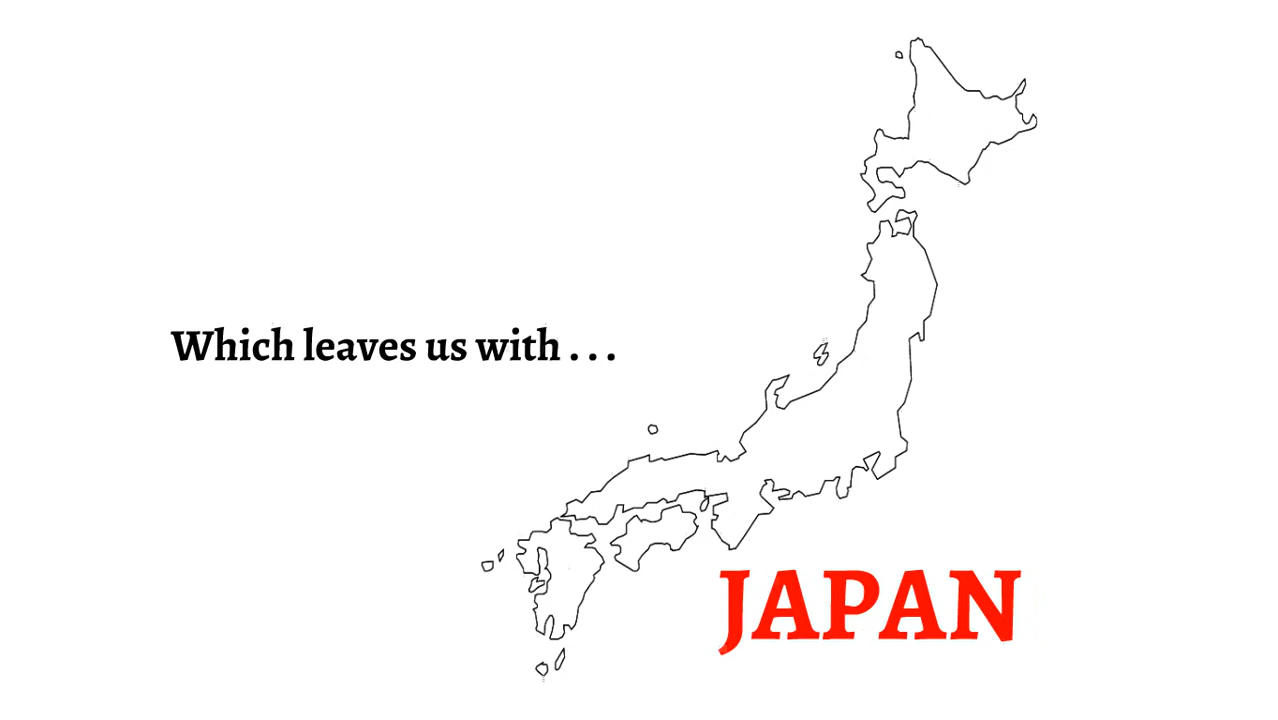 Which leaves us with . . .
JAPAN